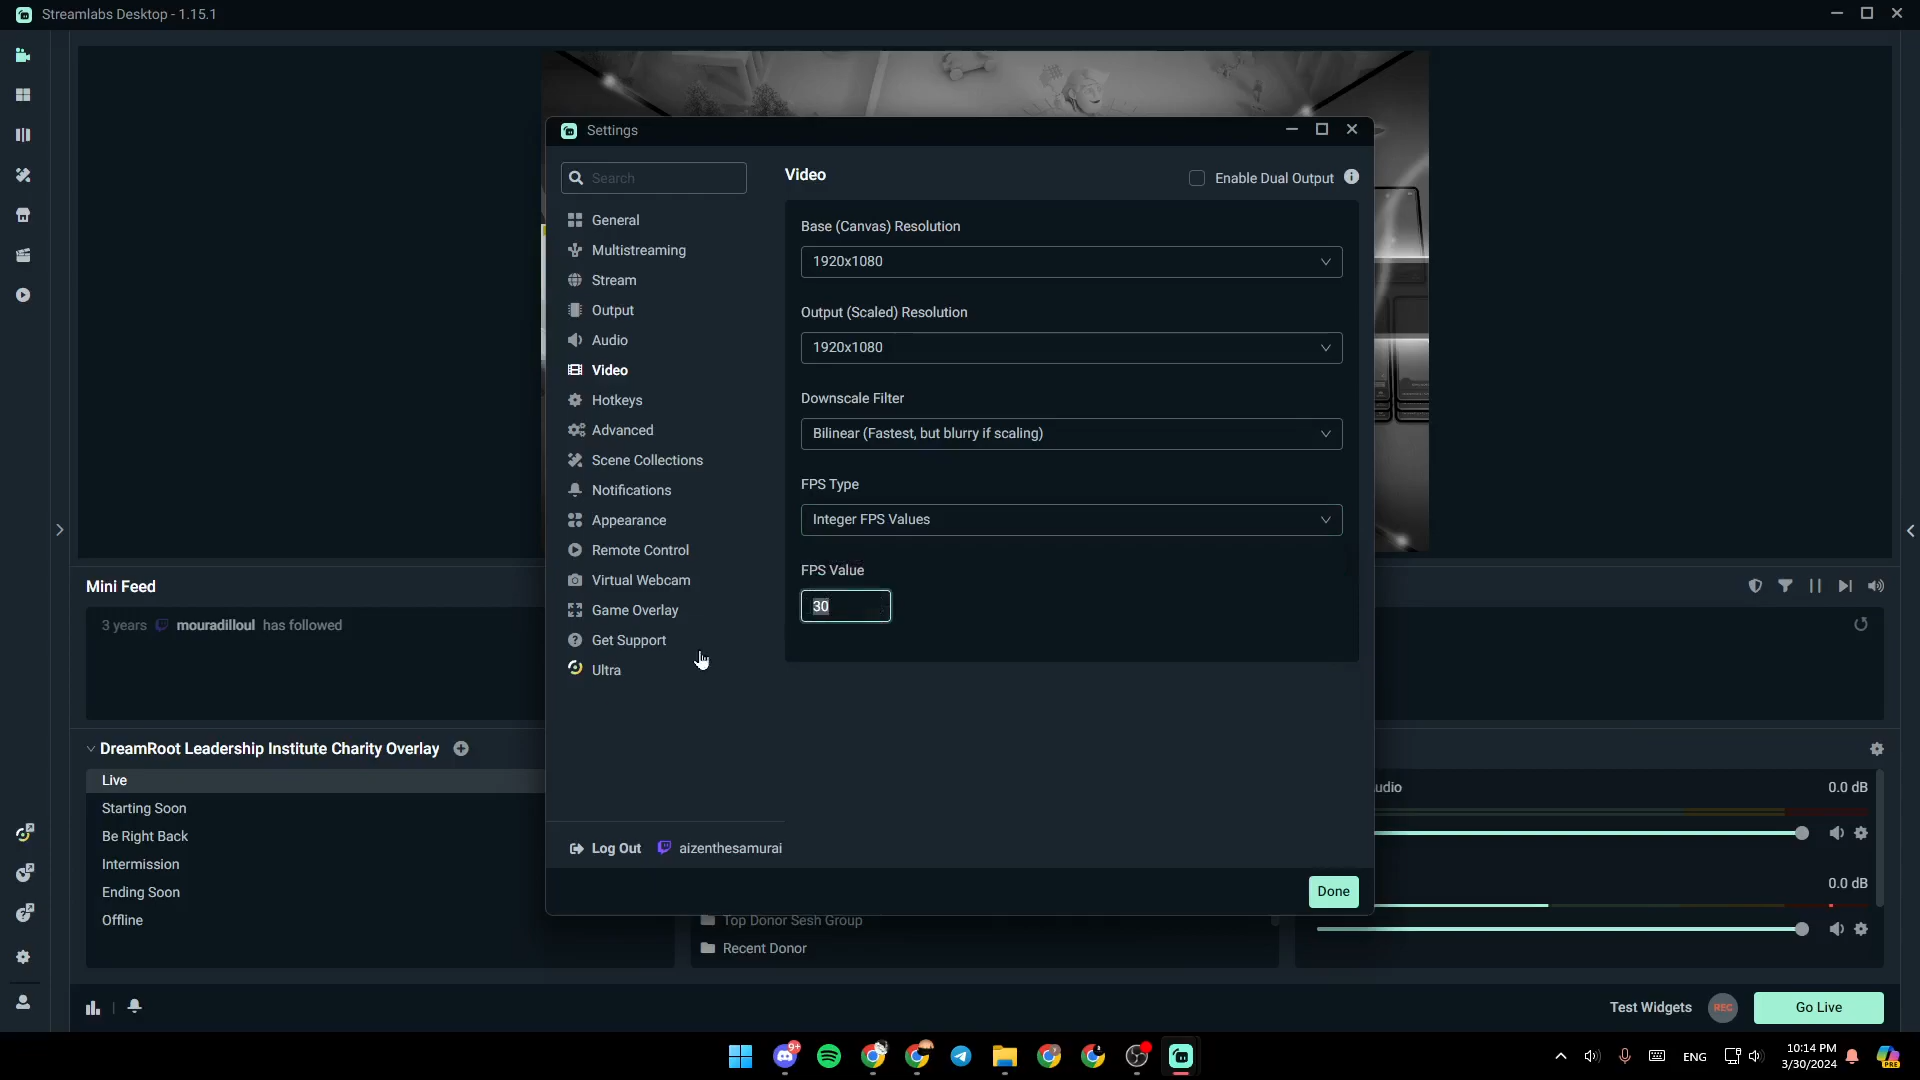 Streamlabs Desktop - 1.15.1
Settings
Search
General
Multistreaming
Stream
Output
Audio
Video
Hotkeys
Advanced
Scene Collections
Notifications
Appearance
Remote Control
Virtual Webcam
Game Overlay
Get Support
Ultra
Log Out
aizenthesamurai
Video
Enable Dual Output
Base (Canvas) Resolution
1920x1080
Output (Scaled) Resolution
1920x1080
Downscale Filter
Bilinear (Fastest, but blurry if scaling)
FPS Type
Integer FPS Values
FPS Value
30
Done
Mini Feed
3 years mouradilloul has followed
DreamRoot Leadership Institute Charity Overlay
Live
Starting Soon
Be Right Back
Intermission
Ending Soon
Offline
Top Donor Sesh Group
Recent Donor
udio
0.0 dB
0.0 dB
Test Widgets
REC
Go Live
9+
ENG
10:14 PM
3/30/2024
PRE